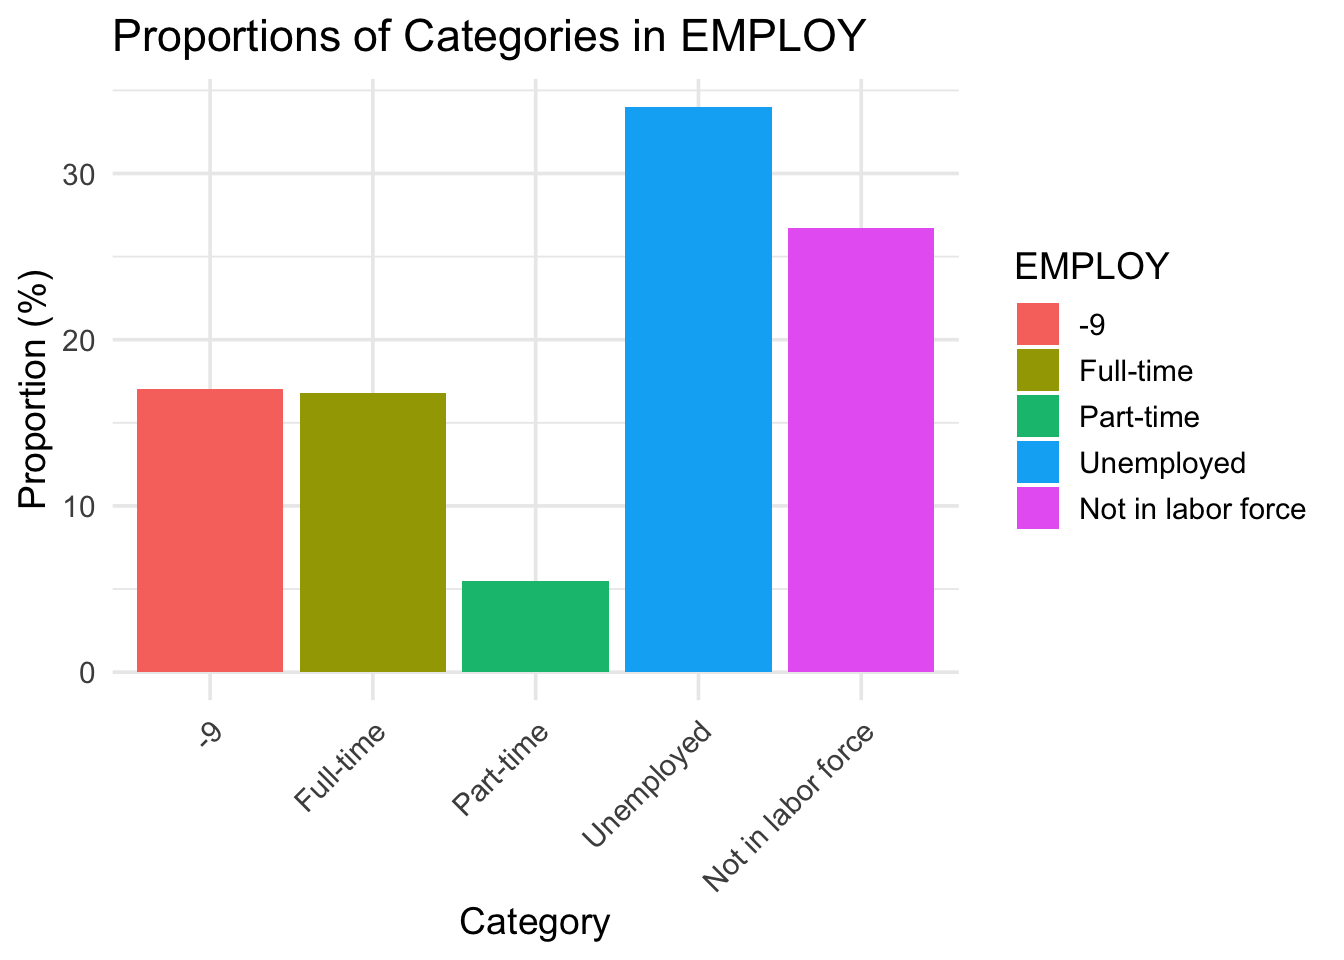 Proportions of Categories in EMPLOY
Proportion (%)
30
20
10
0
-9
Full-time
Part-time
Unemployed
Not in labor force
Category
EMPLOY
-9
Full-time
Part-time
Unemployed
Not in labor force